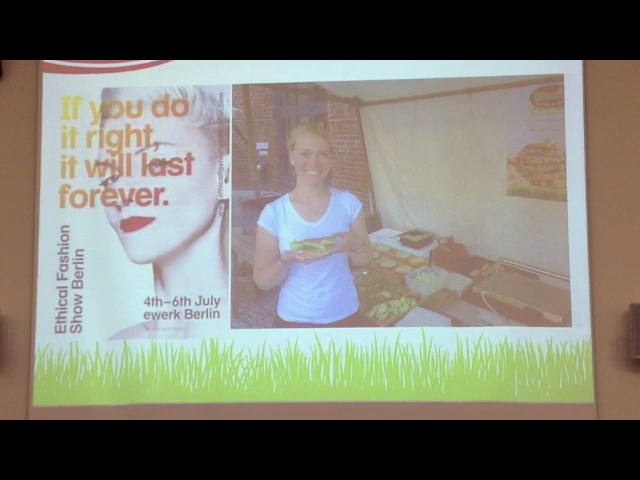 If you do
it right,
it will last
forever.
Ethical Fashion
Show Berlin
4th–6th July
ewerk Berlin